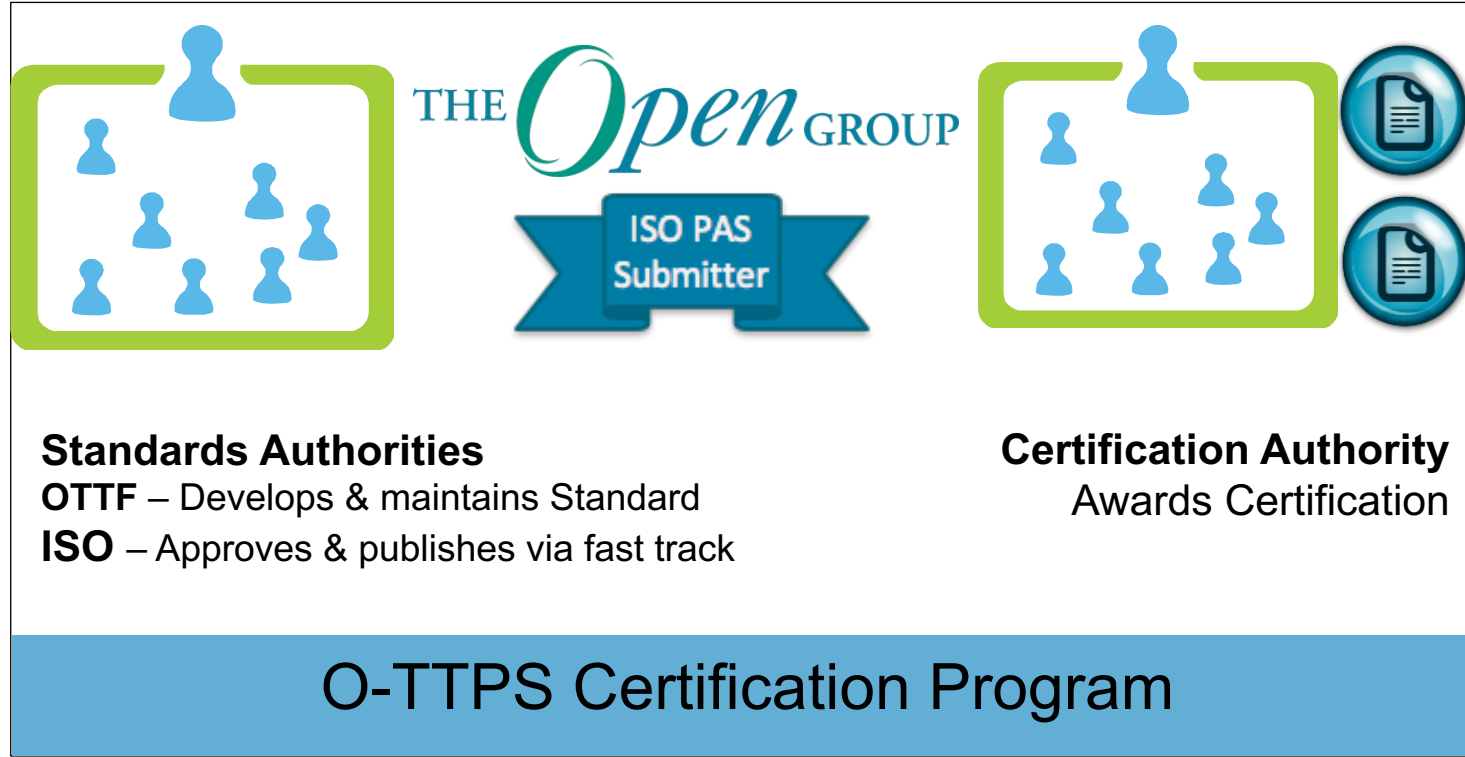 THE Open GROUP
ISO PAS
Submitter
Standards Authorities
OTTF – Develops & maintains Standard
ISO – Approves & publishes via fast track
Certification Authority
Awards Certification
O-TTPS Certification Program